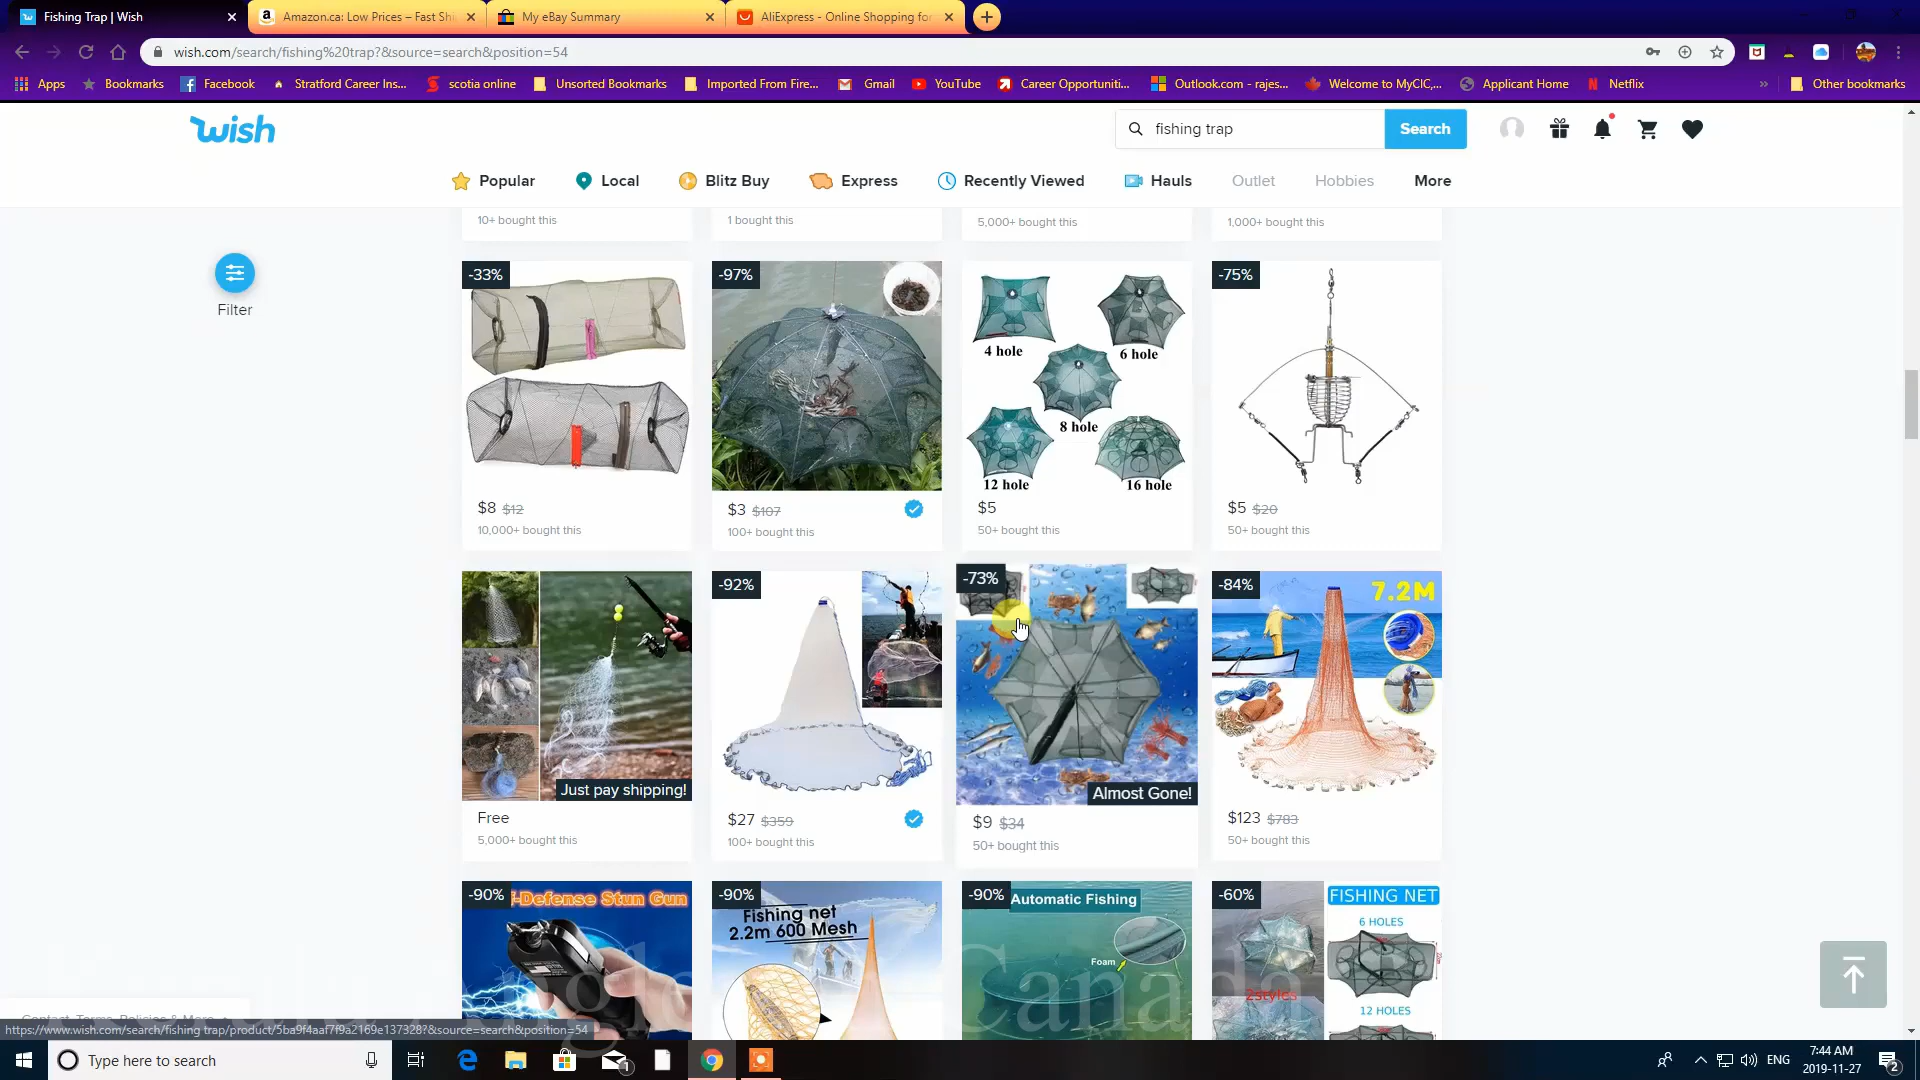 Fishing Trap | Wish
Amazon.ca: Low Prices – Fast Shi
My eBay Summary
AliExpress - Online Shopping for
wish.com/search/fishing%20trap?&source=search&position=54
Apps
Bookmarks
Facebook
Stratford Career Ins...
scotia online
Unsorted Bookmarks
Imported From Fire...
Gmail
YouTube
Career Opportuniti...
Outlook.com - rajes...
Welcome to MyCIC,...
Applicant Home
Netflix
»
Other bookmarks
wish
fishing trap
Search
Popular
Local
Blitz Buy
Express
Recently Viewed
Hauls
Outlet
Hobbies
More
10+ bought this
1 bought this
5,000+ bought this
1,000+ bought this
Filter
-33%
-97%
4 hole
6 hole
8 hole
12 hole
16 hole
-75%
$8 $12
10,000+ bought this
$3 $107
100+ bought this
$5
50+ bought this
$5 $20
50+ bought this
Just pay shipping!
-92%
-73%
Almost Gone!
-84%
7.2M
Free
5,000+ bought this
$27 $359
100+ bought this
$9 $34
50+ bought this
$123 $783
50+ bought this
-90%
-Defense Stun Gun
-90%
Fishing net
2.2m 600 Mesh
-90%
Automatic Fishing
Foam
-60%
FISHING NET
6 HOLES
2styles
12 HOLES
Canada
Contact, Terms, Policies & More
https://www.wish.com/search/fishing trap/product/5ba9f4aaf7f9a2169e137328?&source=search&position=54
Type here to search
1
ENG
7:44 AM
2019-11-27
2